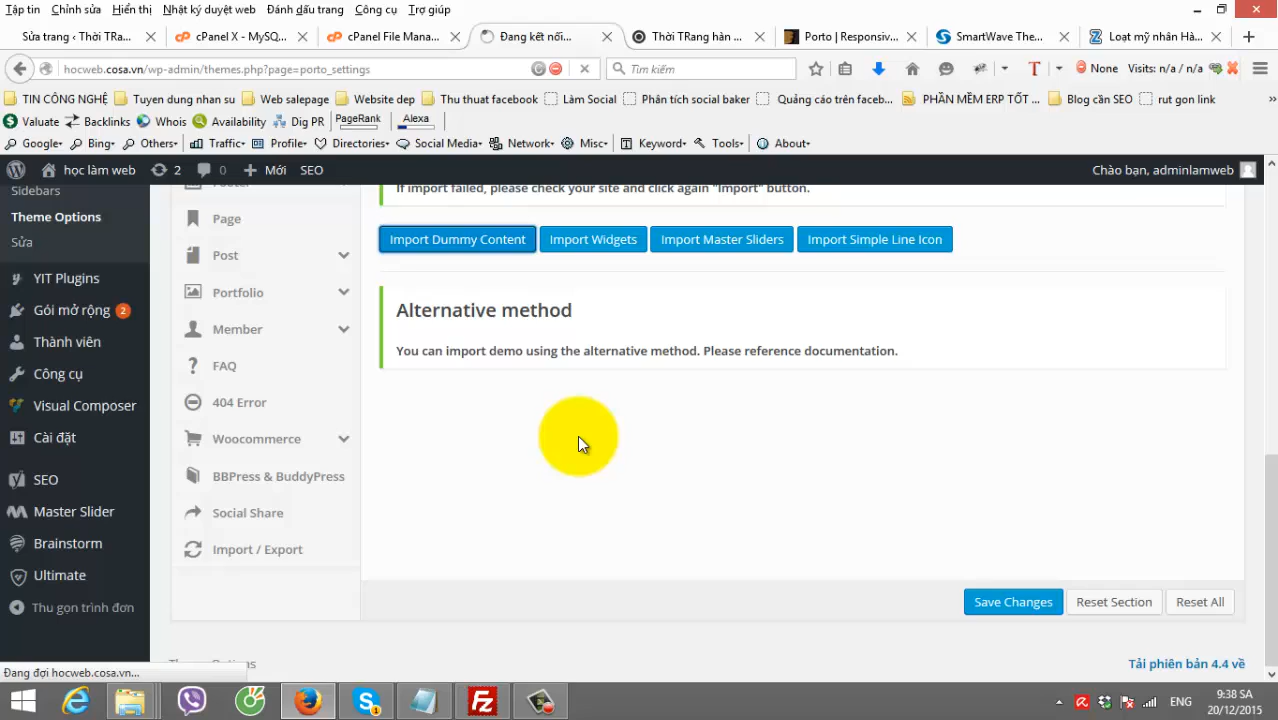 Tập tin Chỉnh sửa Hiển thị Nhật ký duyệt web Đánh dấu trang Công cụ Trợ giúp
Sửa trang ‹ Thời TRa... cPanel X - MySQ... cPanel File Mana... Đang kết nối... Thời TRang hàn ... Porto | Responsiv... SmartWave The... Loạt mỹ nhân Hà...
hocweb.cosa.vn/wp-admin/themes.php?page=porto_settings Tìm kiếm None Visits: n/a / n/a
TIN CÔNG NGHỆ Tuyen dung nhan su Web salepage Website dep Thu thuat facebook Làm Social Phân tích social baker Quảng cáo trên faceb... PHẦN MỀM ERP TỐT ... Blog cần SEO rut gon link
Valuate Backlinks Whois Availability Dig PR PageRank Alexa
Google Bing Others Traffic Profile Directories Social Media Network Misc Keyword Tools About
học làm web 2 0 Mới SEO Chào bạn, adminlamweb
Sidebars
Theme Options
Sửa
YIT Plugins
Gói mở rộng 2
Thành viên
Công cụ
Visual Composer
Cài đặt
SEO
Master Slider
Brainstorm
Ultimate
Thu gọn trình đơn
Page
Post
Portfolio
Member
FAQ
404 Error
Woocommerce
BBPress & BuddyPress
Social Share
Import / Export
If import failed, please check your site and click again "Import" button.
Import Dummy Content Import Widgets Import Master Sliders Import Simple Line Icon
Alternative method
You can import demo using the alternative method. Please reference documentation.
Save Changes Reset Section Reset All
Tải phiên bản 4.4 về
Đang đợi hocweb.cosa.vn...
ENG 9:38 SA
20/12/2015